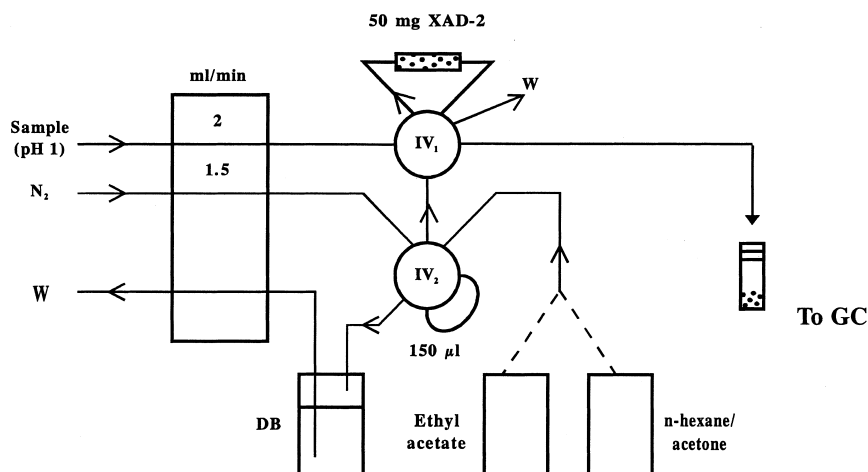 50 mg XAD-2
ml/min
W
Sample
(pH 1)
2
IV₁
1.5
N₂
IV₂
W
150 µl
To GC
DB
Ethyl
acetate
n-hexane/
acetone